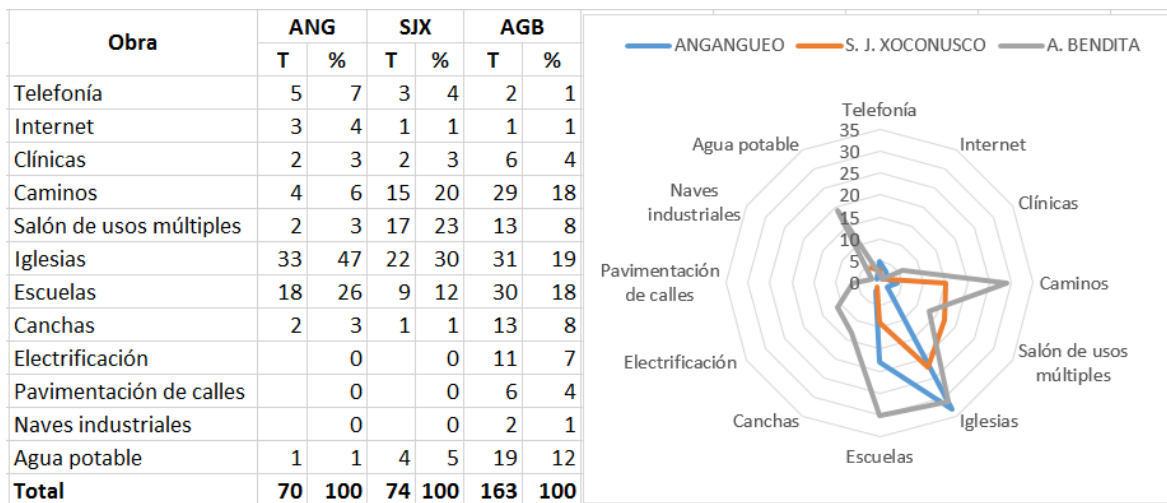 Obra ANG SJX AGB
T % T % T %
Telefonía 5 7 3 4 2 1
Internet 3 4 1 1 1 1
Clínicas 2 3 2 3 6 4
Caminos 4 6 15 20 29 18
Salón de usos múltiples 2 3 17 23 13 8
Iglesias 33 47 22 30 31 19
Escuelas 18 26 9 12 30 18
Canchas 2 3 1 1 13 8
Electrificación 0 0 11 7
Pavimentación de calles 0 0 6 4
Naves industriales 0 0 2 1
Agua potable 1 1 4 5 19 12
Total 70 100 74 100 163 100
ANGANGUEO S. J. XOCONUSCO A. BENDITA
Telefonía
Internet
Clínicas
Caminos
Salón de usos
múltiples
Iglesias
Escuelas
Canchas
Electrificación
Pavimentación
de calles
Naves
industriales
Agua potable
35
30
25
20
15
10
5
0